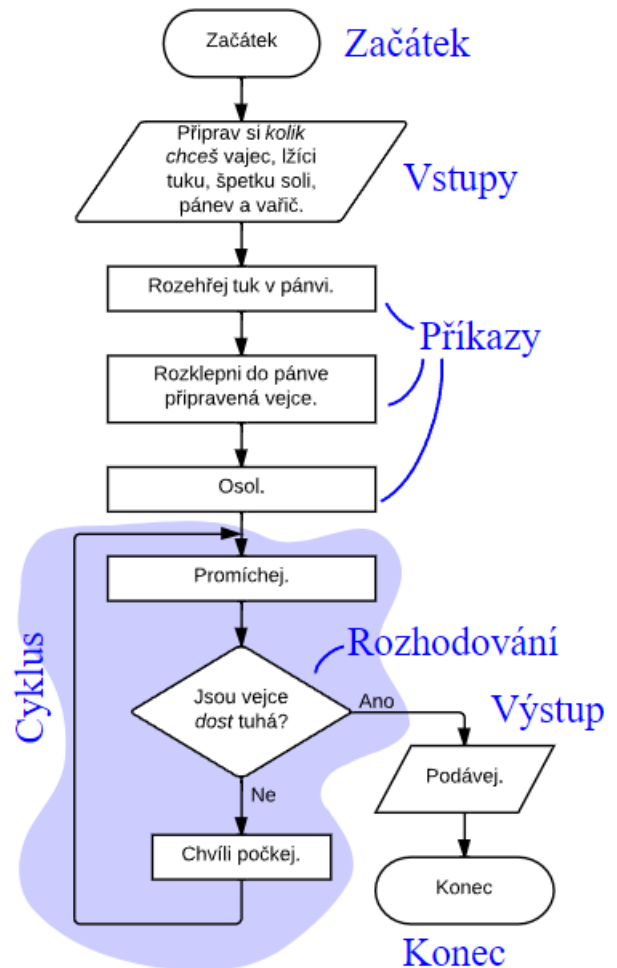 Začátek
Začátek
Připrav si kolik
chceš vajec, lžíci
tuku, špetku soli,
pánev a vařič.
Vstupy
Rozehřej tuk v pánvi.
Příkazy
Rozklepni do pánve
připravená vejce.
Osol.
Promíchej.
Cyklus
Rozhodování
Jsou vejce
dost tuhá?
Ano
Výstup
Podávej.
Ne
Chvíli počkej.
Konec
Konec